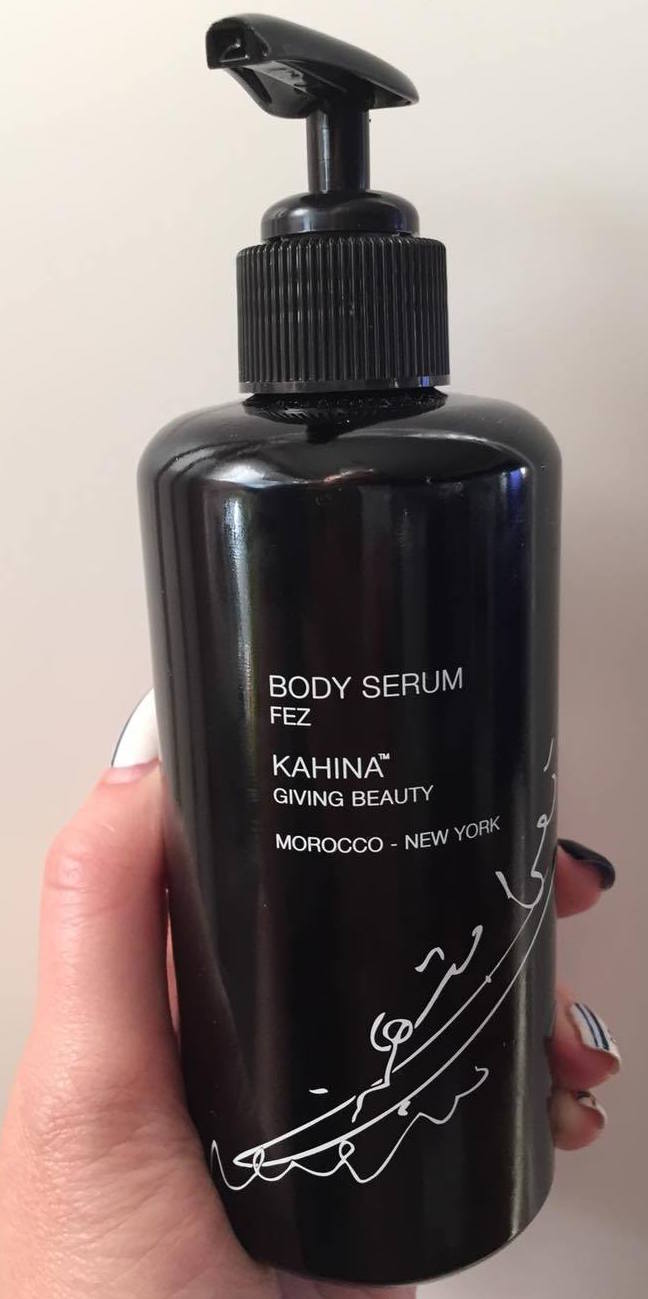 BODY SERUM
FEZ
KAHINA™
GIVING BEAUTY
MOROCCO - NEW YORK